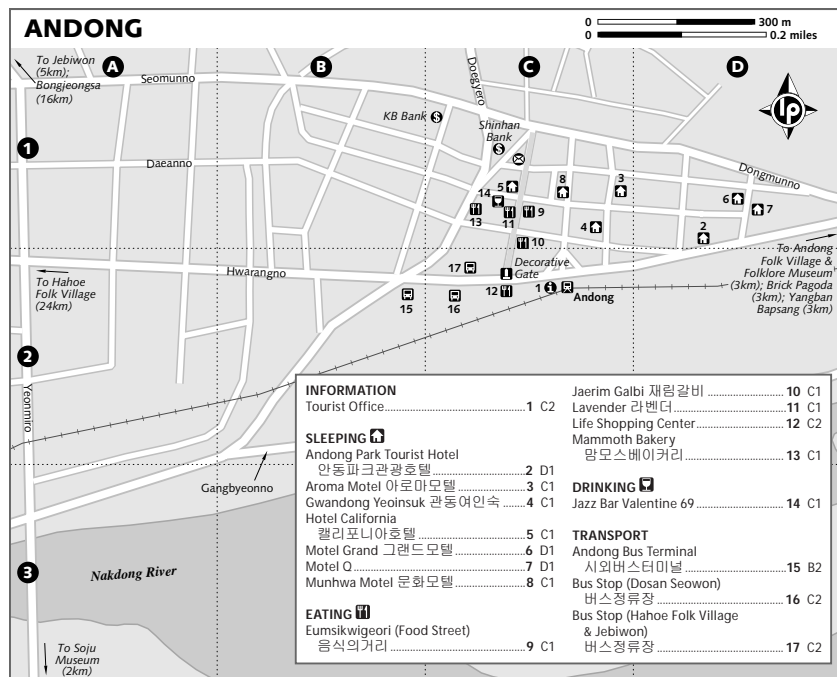 ANDONG
0 300 m
0 0.2 miles
A
B
C
D
1
2
3
To Jebiwon
(5km);
Bongjeongsa
(16km)
Seomunno
Doegyero
KB Bank
Shinhan
Bank
lp
Daeanno
Dongmunno
5
8
3
14
6
7
13
11
9
4
2
10
Hwarangno
17
Decorative
Gate
To Hahoe
Folk Village
(24km)
To Andong
Folk Village &
Folklore Museum
(3km); Brick Pagoda
(3km); Yangban
Bapsang (3km)
12
1
Andong
15
16
Yeommiro
Gangbyeonno
Nakdong River
To Soju
Museum
(2km)
INFORMATION
Tourist Office 1 C2
SLEEPING
Andong Park Tourist Hotel
안동파크관광호텔 2 D1
Aroma Motel 아로마모텔 3 C1
Gwandong Yeoinsuk 관동여인숙 4 C1
Hotel California
캘리포니아호텔 5 C1
Motel Grand 그랜드모텔 6 D1
Motel Q 7 D1
Munhwa Motel 문화모텔 8 C1
EATING
Eumsikwigeori (Food Street)
음식의거리 9 C1
Jaerim Galbi 재림갈비 10 C1
Lavender 라벤더 11 C1
Life Shopping Center 12 C2
Mammoth Bakery
맘모스베이커리 13 C1
DRINKING
Jazz Bar Valentine 69 14 C1
TRANSPORT
Andong Bus Terminal
시외버스터미널 15 B2
Bus Stop (Dosan Seowon)
버스정류장 16 C2
Bus Stop (Hahoe Folk Village
& Jebiwon)
버스정류장 17 C2